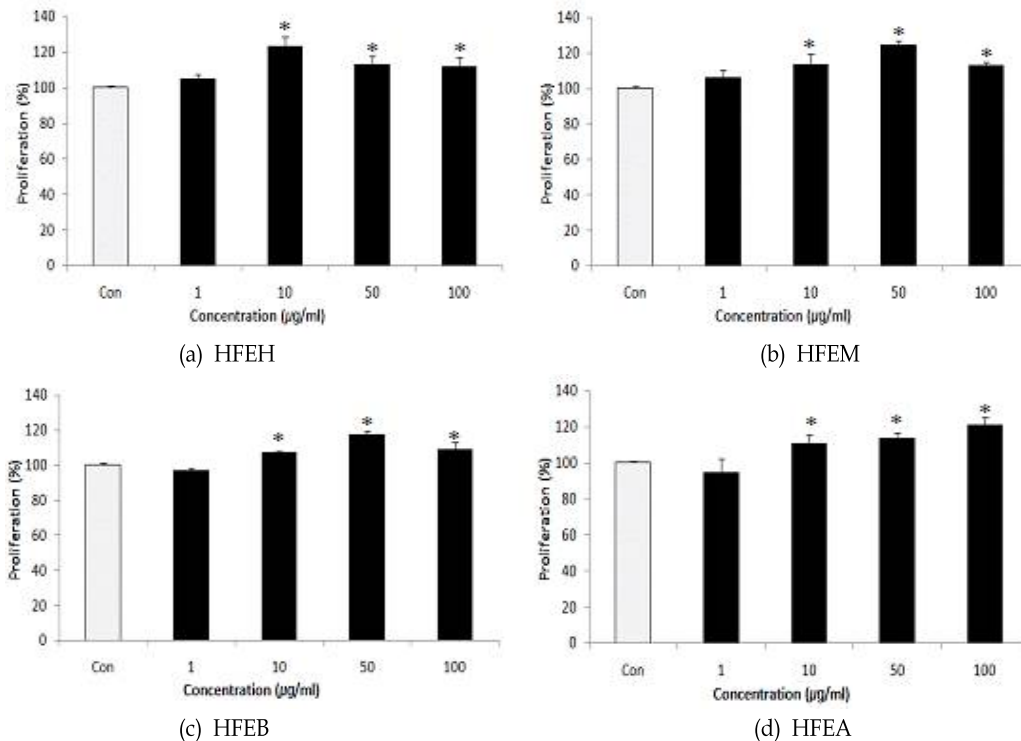 140
120
100
80
60
40
20
0
Proliferation (%)
*
*
*
Con 1 10 50 100
Concentration (μg/ml)
(a) HFEH
140
120
100
80
60
40
20
0
Proliferation (%)
*
*
*
Con 1 10 50 100
Concentration (μg/ml)
(b) HFEM
140
120
100
80
60
40
20
0
Proliferation (%)
*
*
*
Con 1 10 50 100
Concentration (μg/ml)
(c) HFEB
140
120
100
80
60
40
20
0
Proliferation (%)
*
*
*
Con 1 10 50 100
Concentration (μg/ml)
(d) HFEA